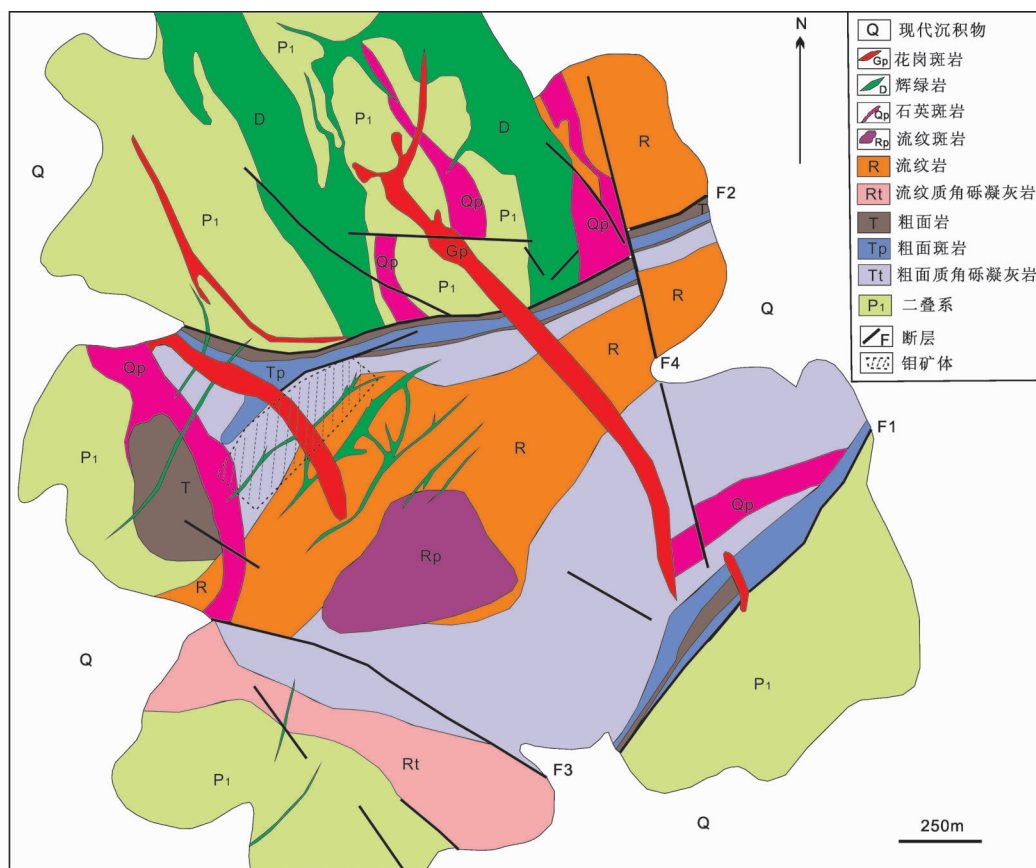 N
Q 现代沉积物
Gp 花岗斑岩
D 辉绿岩
Qp 石英斑岩
Rp 流纹斑岩
R 流纹岩
Rt 流纹质角砾凝灰岩
T 粗面岩
Tp 粗面斑岩
Tt 粗面质角砾凝灰岩
P1 二叠系
F 断层
钼矿体
P1
D
P1
D
R
Q
P1
Qp
P1
Qp
F2
T
Qp
Gp
P1
R
Q
Qp
Tp
R
F4
F1
P1
T
R
Qp
Rp
R
Q
P1
P1
Rt
F3
Q
250m